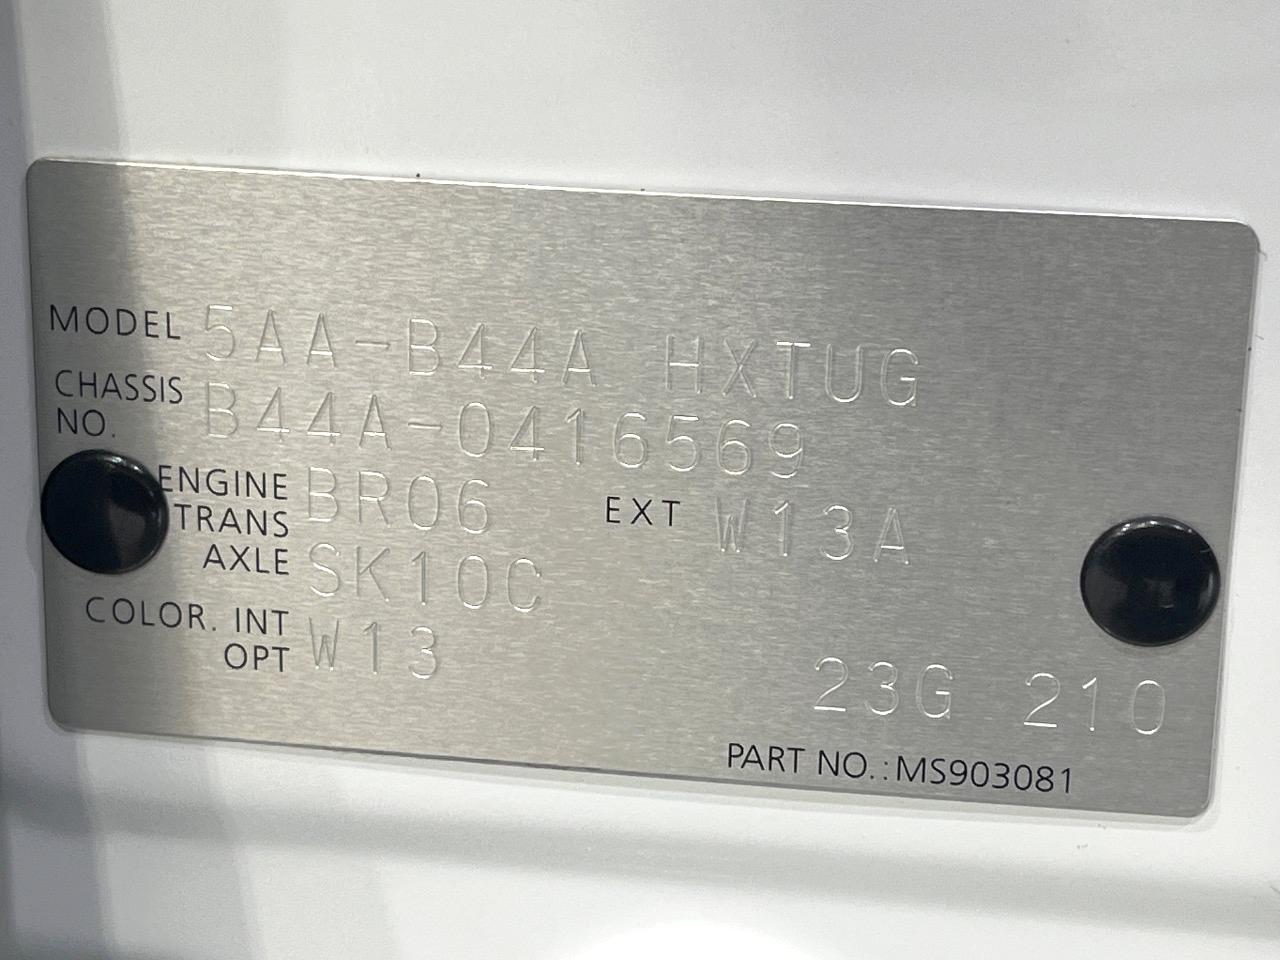 MODEL 5AA-B44A HXTUG
CHASSIS NO. B44A-0416569
ENGINE BR06 EXT W13A
TRANS AXLE SK10C
COLOR. INT OPT W13
23G 210
PART NO.:MS903081